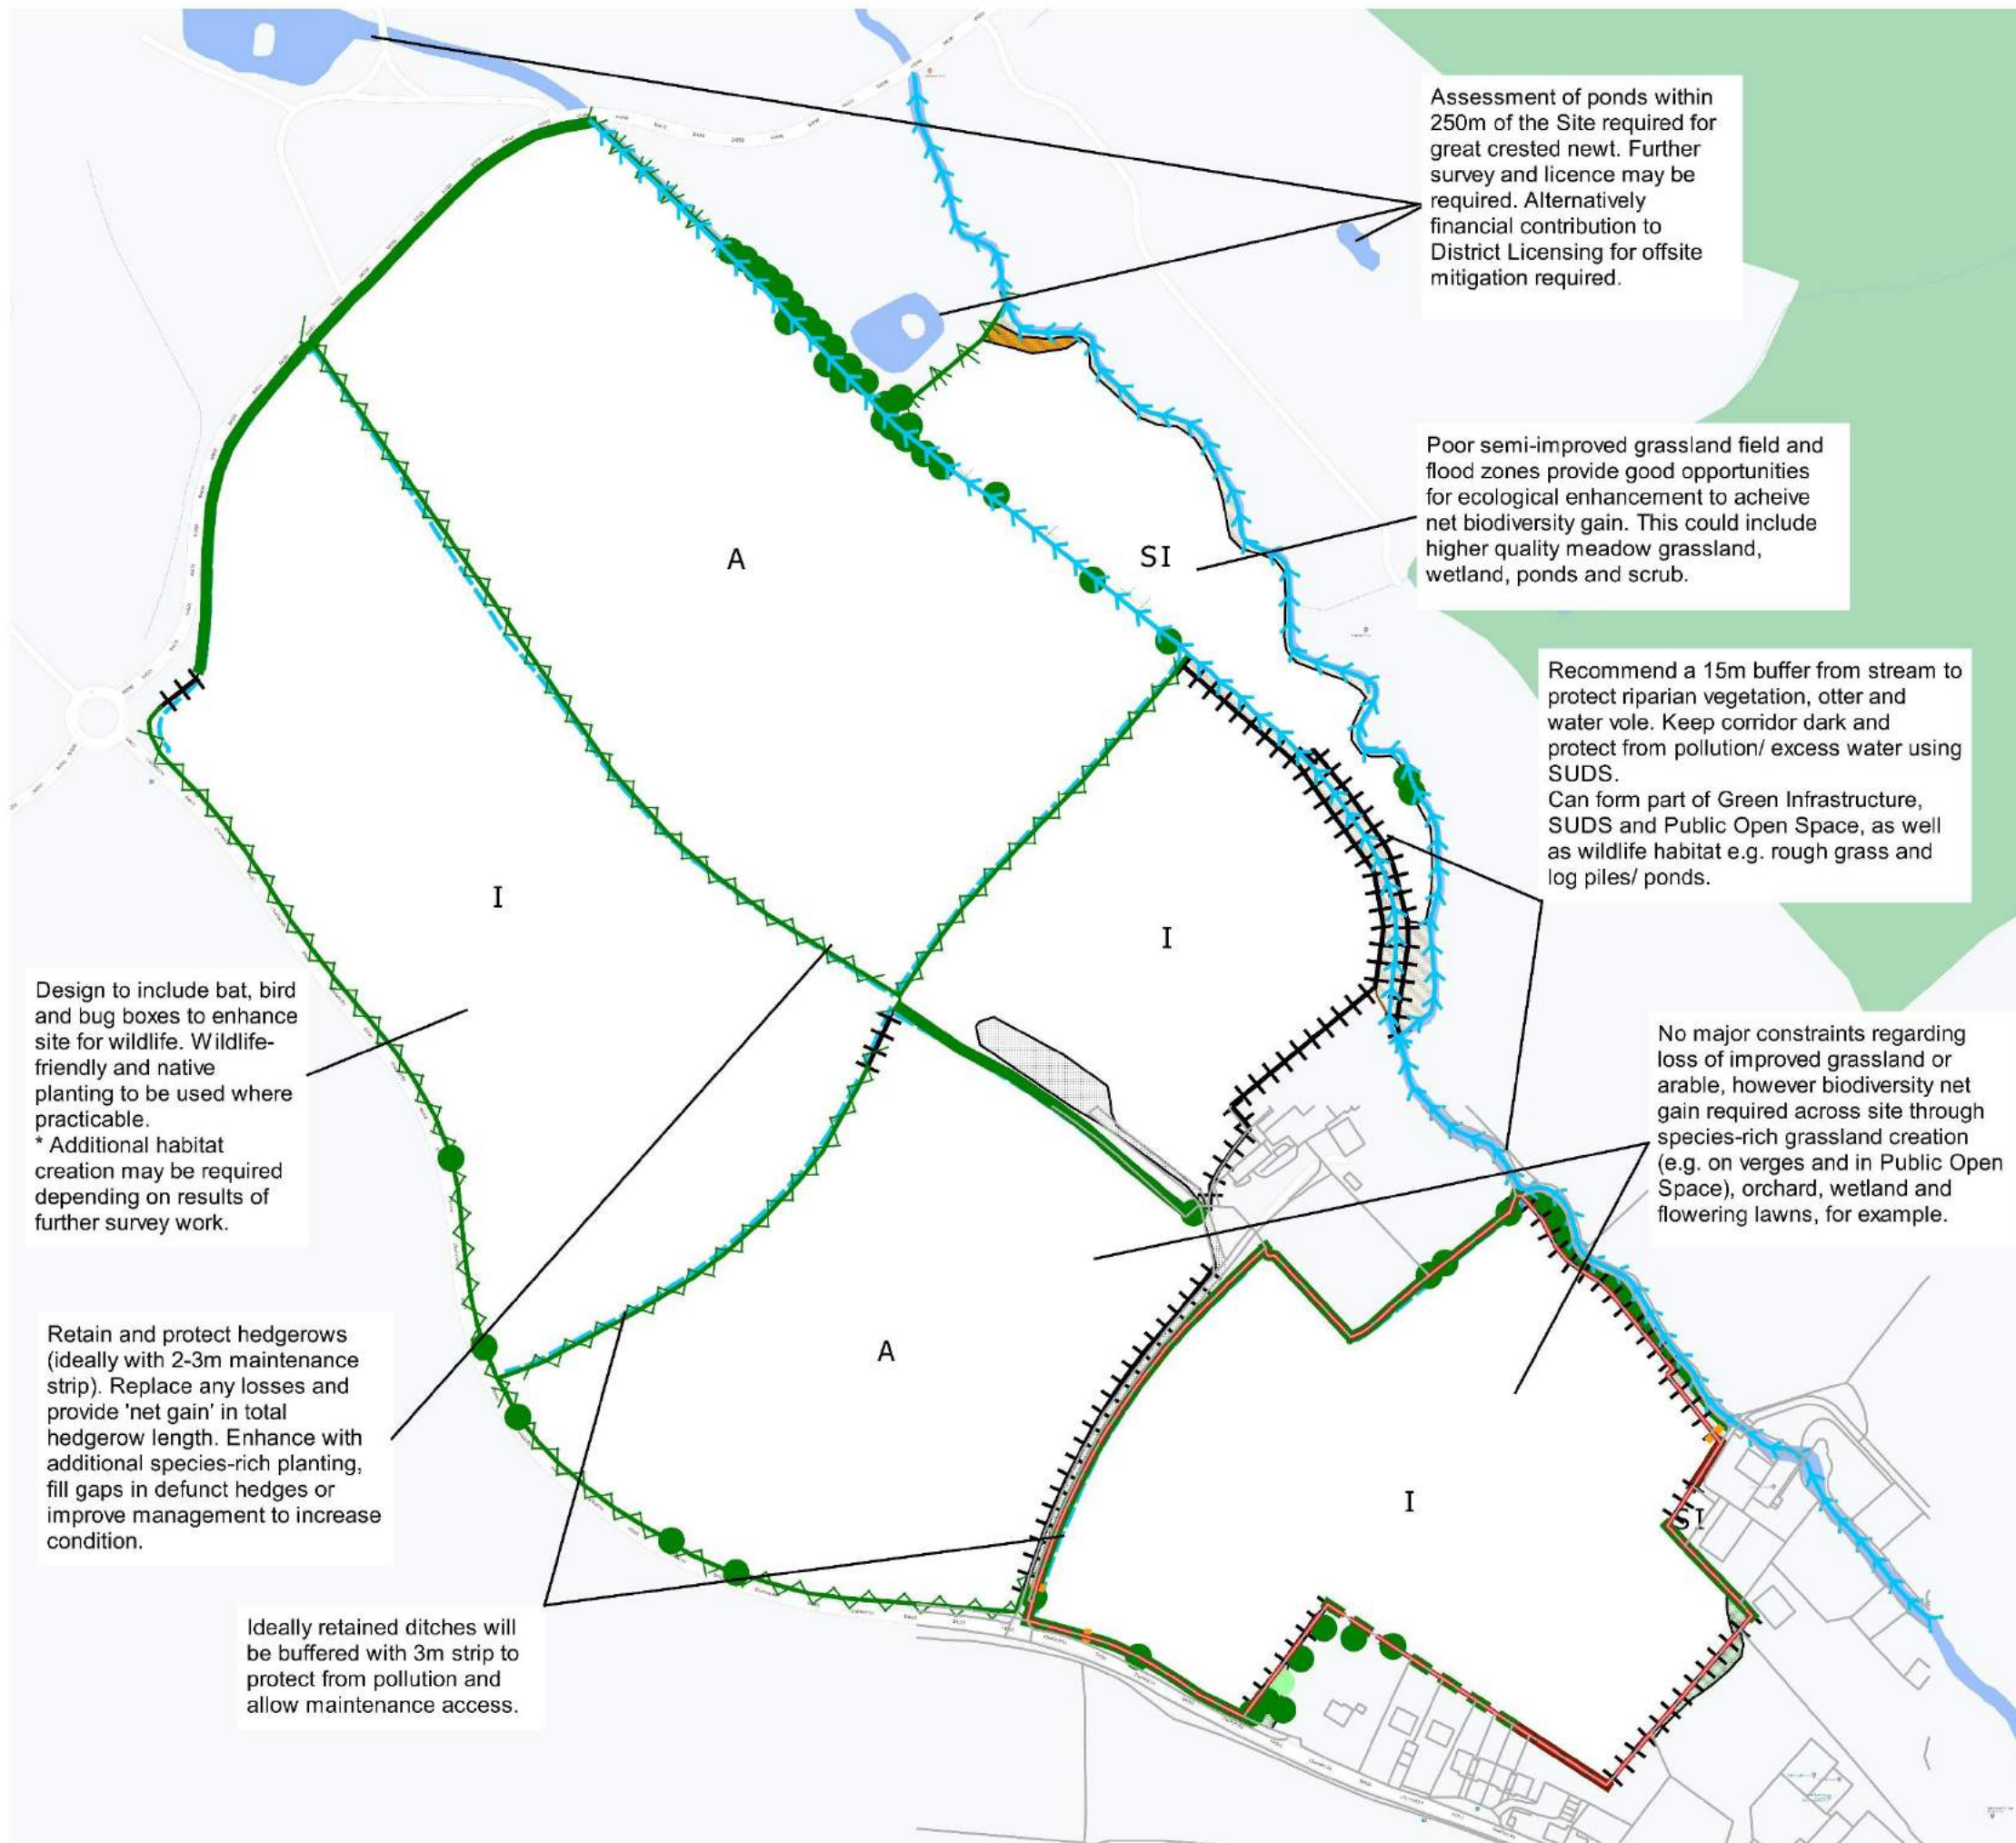 Assessment of ponds within
250m of the Site required for
great crested newt. Further
survey and licence may be
required. Alternatively
financial contribution to
District Licensing for offsite
mitigation required.
Poor semi-improved grassland field and
flood zones provide good opportunities
for ecological enhancement to acheive
net biodiversity gain. This could include
higher quality meadow grassland,
wetland, ponds and scrub.
A
SI
Recommend a 15m buffer from stream to
protect riparian vegetation, otter and
water vole. Keep corridor dark and
protect from pollution/ excess water using
SUDS.
Can form part of Green Infrastructure,
SUDS and Public Open Space, as well
as wildlife habitat e.g. rough grass and
log piles/ ponds.
I
I
Design to include bat, bird
and bug boxes to enhance
site for wildlife. Wildlife-
friendly and native
planting to be used where
practicable.
* Additional habitat
creation may be required
depending on results of
further survey work.
No major constraints regarding
loss of improved grassland or
arable, however biodiversity net
gain required across site through
species-rich grassland creation
(e.g. on verges and in Public Open
Space), orchard, wetland and
flowering lawns, for example.
Retain and protect hedgerows
(ideally with 2-3m maintenance
strip). Replace any losses and
provide 'net gain' in total
hedgerow length. Enhance with
additional species-rich planting,
fill gaps in defunct hedges or
improve management to increase
condition.
A
I
SI
Ideally retained ditches will
be buffered with 3m strip to
protect from pollution and
allow maintenance access.